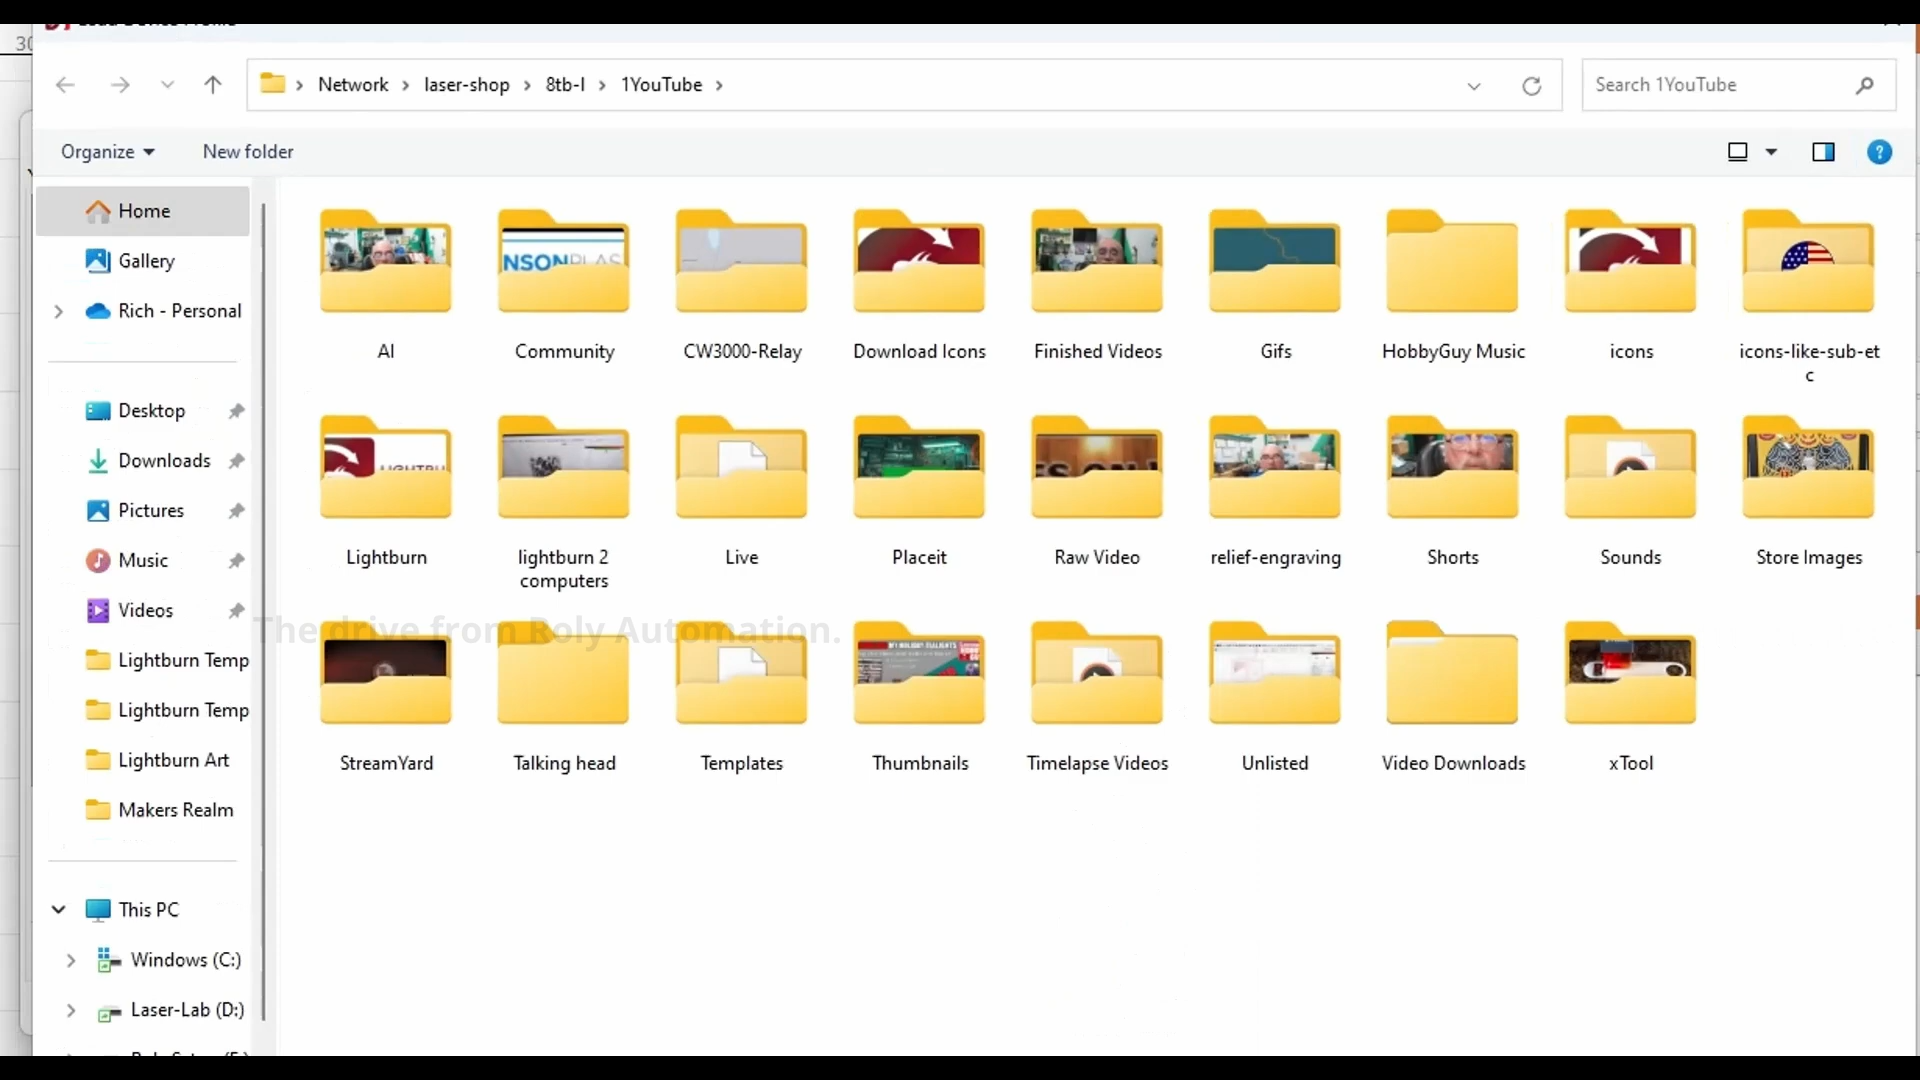 30
Network
laser-shop
8tb-I
1YouTube
Search 1YouTube
Organize
New folder
?
Home
Gallery
Rich - Personal
Desktop
Downloads
Pictures
Music
Videos
Lightburn Temp
Lightburn Temp
Lightburn Art
Makers Realm
This PC
Windows (C:)
Laser-Lab (D:)
NSONPLAS
AI
Community
CW3000-Relay
Download Icons
Finished Videos
Gifs
HobbyGuy Music
icons
icons-like-sub-et
c
LIGHTBU
Lightburn
lightburn 2
computers
Live
Placeit
Raw Video
relief-engraving
Shorts
Sounds
Store Images
The drive from Roly Automation.
StreamYard
Talking head
Templates
Thumbnails
Timelapse Videos
Unlisted
Video Downloads
xTool